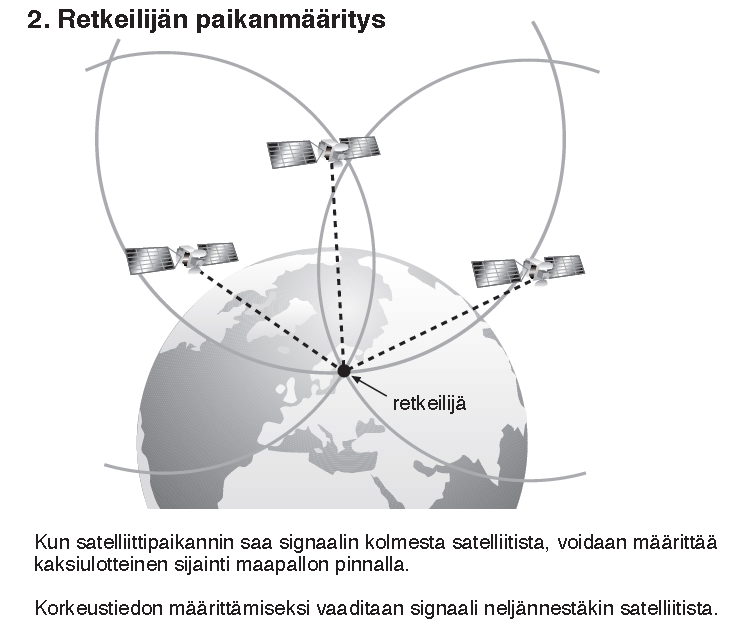 2. Retkeilijän paikanmääritys
retkeilijä
Kun satelliittipaikannin saa signaalin kolmesta satelliitista, voidaan määrittää
kaksiulotteinen sijainti maapallon pinnalla.
Korkeustiedon määrittämiseksi vaaditaan signaali neljännestäkin satelliitista.